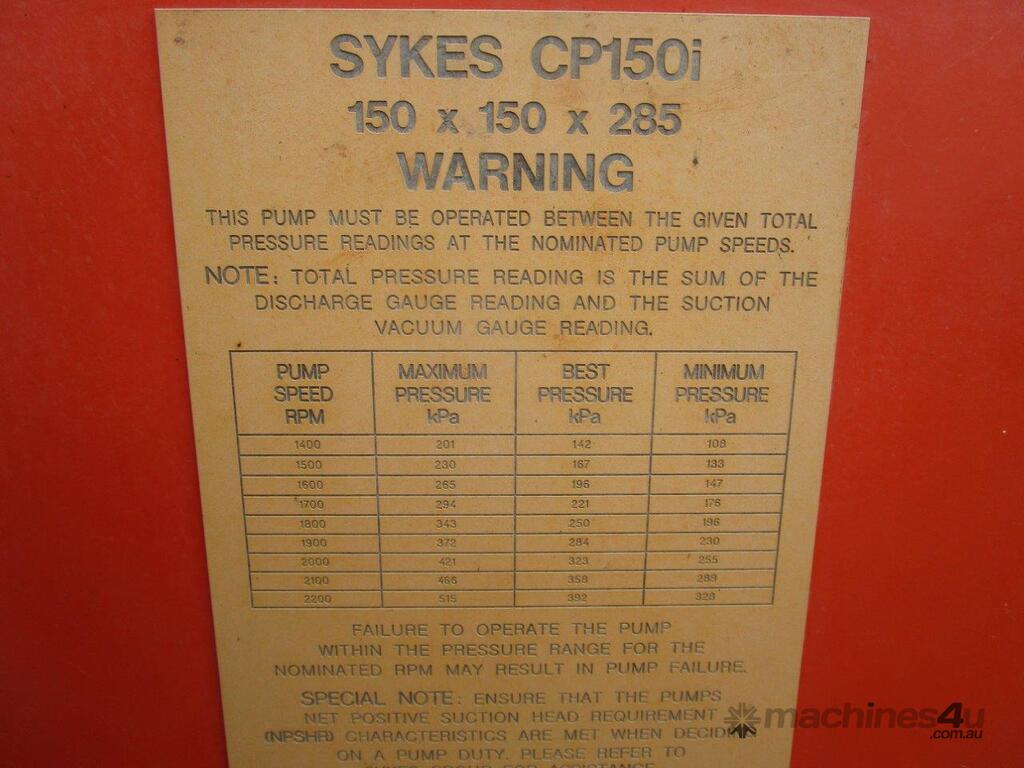 SYKES CP150i
150 x 150 x 285
WARNING
THIS PUMP MUST BE OPERATED BETWEEN THE GIVEN TOTAL
PRESSURE READINGS AT THE NOMINATED PUMP SPEEDS.
NOTE: TOTAL PRESSURE READING IS THE SUM OF THE
DISCHARGE GAUGE READING AND THE SUCTION
VACUUM GAUGE READING.
PUMP SPEED RPM MAXIMUM PRESSURE kPa BEST PRESSURE kPa MINIMUM PRESSURE kPa
1400 201 142 108
1500 230 167 133
1600 265 196 147
1700 294 221 176
1800 343 250 196
1900 372 284 230
2000 421 323 255
2100 466 358 289
2200 515 392 328
FAILURE TO OPERATE THE PUMP
WITHIN THE PRESSURE RANGE FOR THE
NOMINATED RPM MAY RESULT IN PUMP FAILURE.
SPECIAL NOTE: ENSURE THAT THE PUMPS
NET POSITIVE SUCTION HEAD REQUIREMENT
(NPSHR) CHARACTERISTICS ARE MET WHEN DECIDING
ON A PUMP DUTY. PLEASE REFER TO
machines4u
.com.au